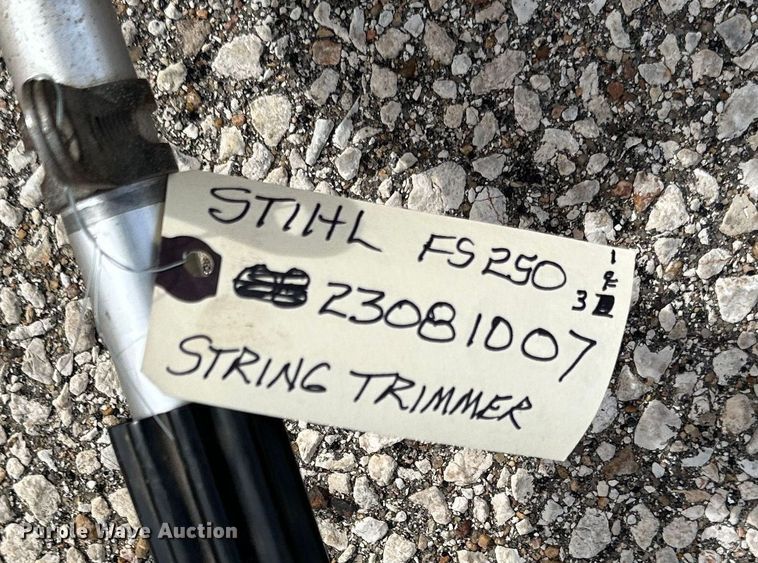 STIHL FS250
1 of 3
23081007
STRING TRIMMER
Purple Wave Auction